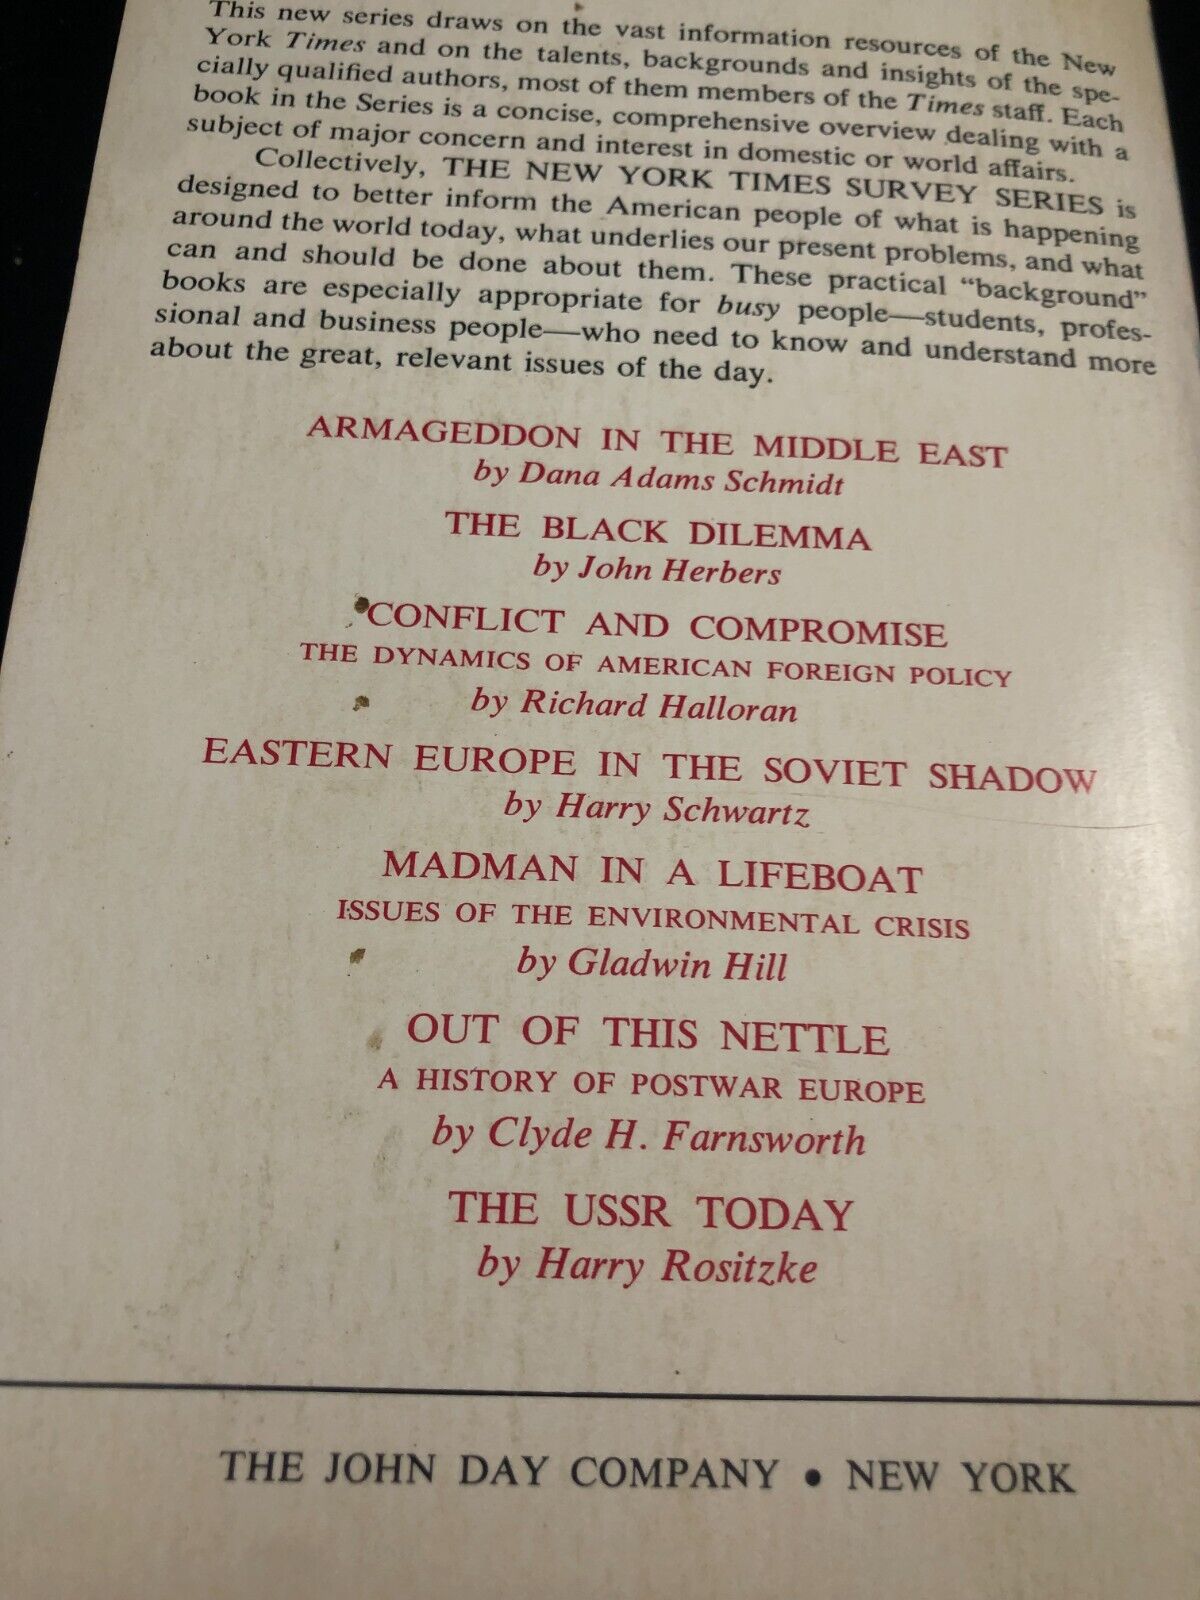 This new series draws on the vast information resources of the New
York Times and on the talents, backgrounds and insights of the spe-
cially qualified authors, most of them members of the Times staff. Each
book in the Series is a concise, comprehensive overview dealing with a
subject of major concern and interest in domestic or world affairs.
Collectively, THE NEW YORK TIMES SURVEY SERIES is
designed to better inform the American people of what is happening
around the world today, what underlies our present problems, and what
can and should be done about them. These practical “background”
books are especially appropriate for busy people—students, profes-
sional and business people—who need to know and understand more
about the great, relevant issues of the day.
ARMAGEDDON IN THE MIDDLE EAST
by Dana Adams Schmidt
THE BLACK DILEMMA
by John Herbers
CONFLICT AND COMPROMISE
THE DYNAMICS OF AMERICAN FOREIGN POLICY
by Richard Halloran
EASTERN EUROPE IN THE SOVIET SHADOW
by Harry Schwartz
MADMAN IN A LIFEBOAT
ISSUES OF THE ENVIRONMENTAL CRISIS
by Gladwin Hill
OUT OF THIS NETTLE
A HISTORY OF POSTWAR EUROPE
by Clyde H. Farnsworth
THE USSR TODAY
by Harry Rositzke
THE JOHN DAY COMPANY • NEW YORK